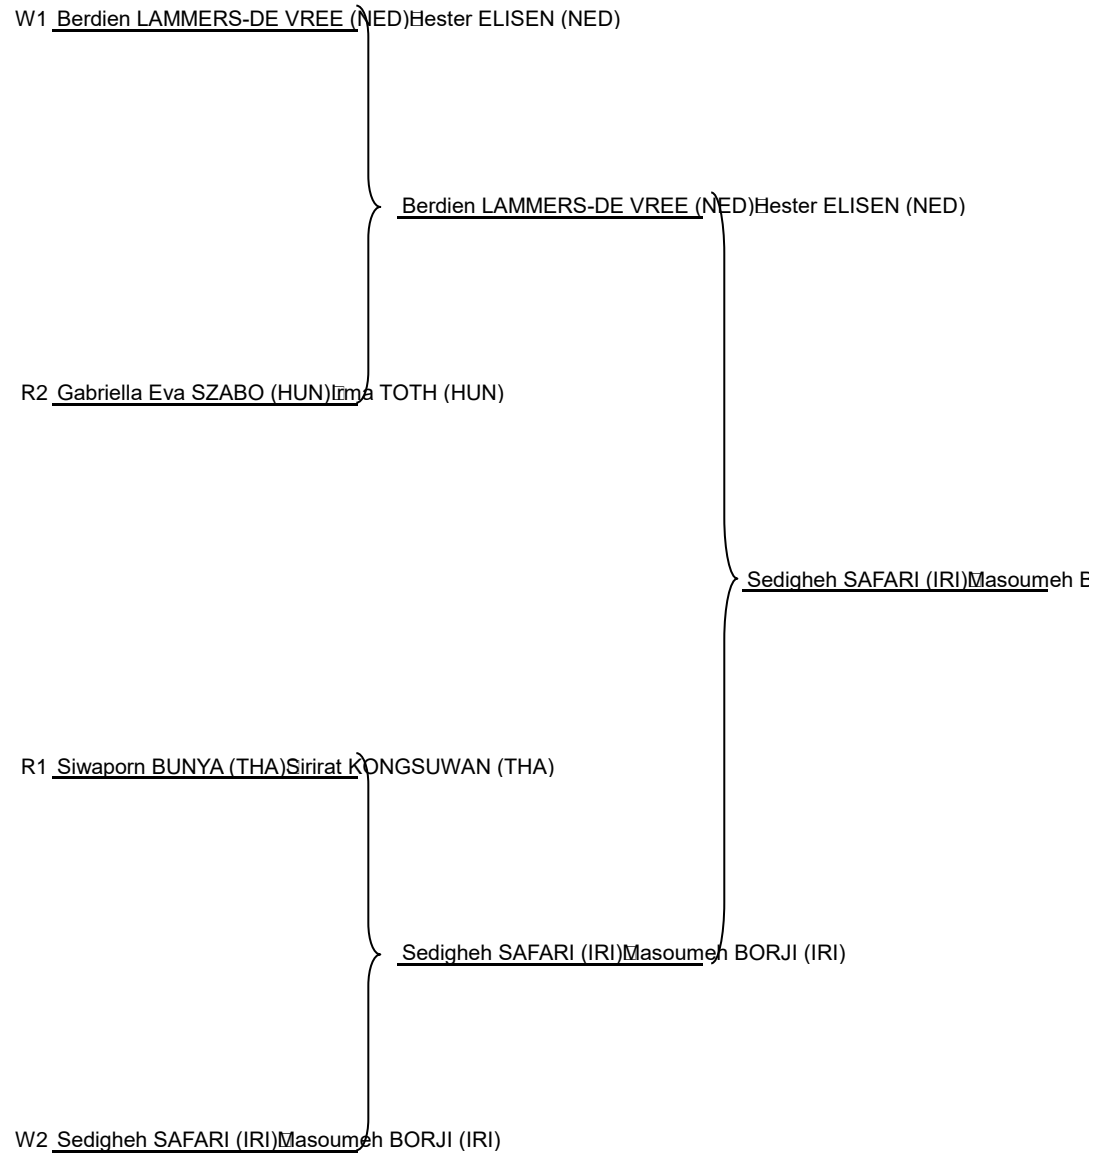 W1 Berdien LAMMERS-DE VREE (NED) Hester ELISEN (NED)
Berdien LAMMERS-DE VREE (NED) Hester ELISEN (NED)
R2 Gabriella Eva SZABO (HUN) Irma TOTH (HUN)
Sedigheh SAFARI (IRI) Masoumeh B
R1 Siwaporn BUNYA (THA) Sirirat KONGSUWAN (THA)
Sedigheh SAFARI (IRI) Masoumeh BORJI (IRI)
W2 Sedigheh SAFARI (IRI) Masoumeh BORJI (IRI)